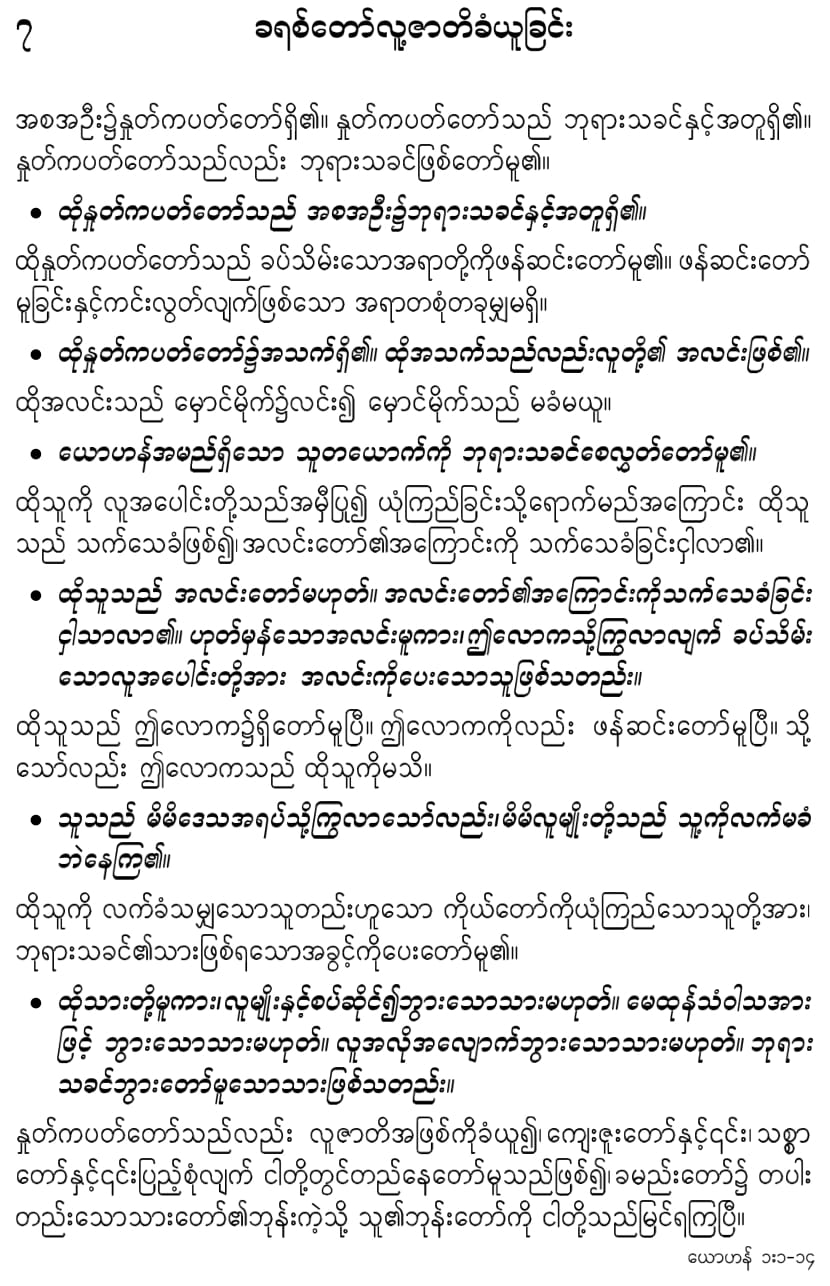 ၇ ခရစ်တော်လူ့ဇာတိခံယူခြင်း
အစအဦး၌နှုတ်ကပတ်တော်ရှိ၏။ နှုတ်ကပတ်တော်သည် ဘုရားသခင်နှင့်အတူရှိ၏။
နှုတ်ကပတ်တော်သည်လည်း ဘုရားသခင်ဖြစ်တော်မူ၏။
• ထိုနှုတ်ကပတ်တော်သည် အစအဦး၌ဘုရားသခင်နှင့်အတူရှိ၏။
ထိုနှုတ်ကပတ်တော်သည် ခပ်သိမ်းသောအရာတို့ကိုဖန်ဆင်းတော်မူ၏။ ဖန်ဆင်းတော်
မူခြင်းနှင့်ကင်းလွတ်လျက်ဖြစ်သော အရာတစုံတခုမျှမရှိ။
• ထိုနှုတ်ကပတ်တော်၌အသက်ရှိ၏။ ထိုအသက်သည်လည်းလူတို့၏ အလင်းဖြစ်၏။
ထိုအလင်းသည် မှောင်မိုက်၌လင်း၍ မှောင်မိုက်သည် မခံမယူ။
• ယောဟန်အမည်ရှိသော သူတယောက်ကို ဘုရားသခင်စေလွှတ်တော်မူ၏။
ထိုသူကို လူအပေါင်းတို့သည်အမှီပြု၍ ယုံကြည်ခြင်းသို့ရောက်မည်အကြောင်း ထိုသူ
သည် သက်သေခံဖြစ်၍၊အလင်းတော်၏အကြောင်းကို သက်သေခံခြင်းငှါလာ၏။
• ထိုသူသည် အလင်းတော်မဟုတ်။ အလင်းတော်၏အကြောင်းကိုသက်သေခံခြင်း
ငှါသာလာ၏။ ဟုတ်မှန်သောအလင်းမူကား၊ဤလောကသို့ကြွလာလျက် ခပ်သိမ်း
သောလူအပေါင်းတို့အား အလင်းကိုပေးသောသူဖြစ်သတည်း။
ထိုသူသည် ဤလောက၌ရှိတော်မူပြီ။ ဤလောကကိုလည်း ဖန်ဆင်းတော်မူပြီ။ သို့
သော်လည်း ဤလောကသည် ထိုသူကိုမသိ။
• သူသည် မိမိဒေသအရပ်သို့ကြွလာသော်လည်း၊မိမိလူမျိုးတို့သည် သူ့ကိုလက်မခံ
ဘဲနေကြ၏။
ထိုသူကို လက်ခံသမျှသောသူတည်းဟူသော ကိုယ်တော်ကိုယုံကြည်သောသူတို့အား၊
ဘုရားသခင်၏သားဖြစ်ရသောအခွင့်ကိုပေးတော်မူ၏။
• ထိုသားတို့မူကား၊လူမျိုးနှင့်စပ်ဆိုင်၍ဘွားသောသားမဟုတ်။ မေထုန်သံဝါသအား
ဖြင့် ဘွားသောသားမဟုတ်။ လူအလိုအလျောက်ဘွားသောသားမဟုတ်။ ဘုရား
သခင်ဘွားတော်မူသောသားဖြစ်သတည်း။
နှုတ်ကပတ်တော်သည်လည်း လူဇာတိအဖြစ်ကိုခံယူ၍၊ကျေးဇူးတော်နှင့်၎င်း၊သစ္စာ
တော်နှင့်၎င်းပြည့်စုံလျက် ငါတို့တွင်တည်နေတော်မူသည်ဖြစ်၍၊ခမည်းတော်၌ တပါး
တည်းသောသားတော်၏ဘုန်းကဲ့သို့ သူ၏ဘုန်းတော်ကို ငါတို့သည်မြင်ရကြပြီ။
ယောဟန် ၁း၁-၁၄